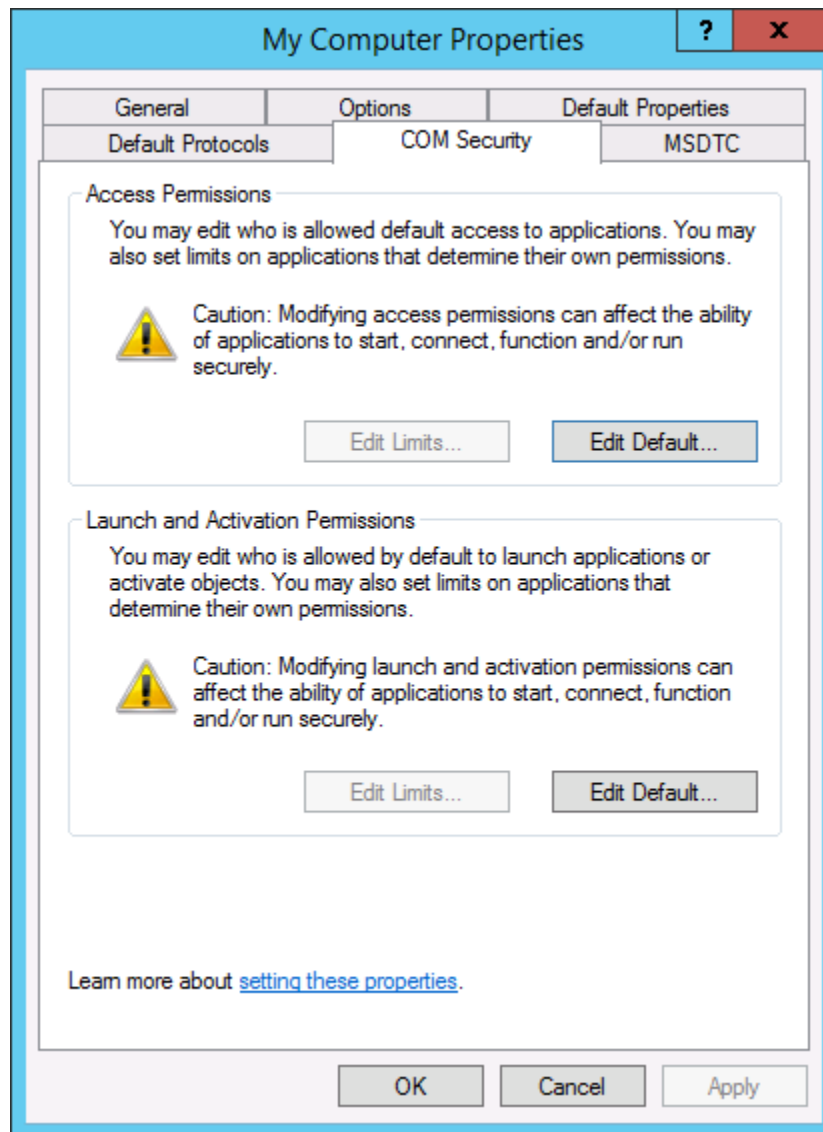 My Computer Properties
?
x
General
Options
Default Properties
Default Protocols
COM Security
MSDTC
Access Permissions
You may edit who is allowed default access to applications. You may
also set limits on applications that determine their own permissions.
Caution: Modifying access permissions can affect the ability
of applications to start, connect, function and/or run
securely.
Edit Limits...
Edit Default...
Launch and Activation Permissions
You may edit who is allowed by default to launch applications or
activate objects. You may also set limits on applications that
determine their own permissions.
Caution: Modifying launch and activation permissions can
affect the ability of applications to start, connect, function
and/or run securely.
Edit Limits...
Edit Default...
Learn more about setting these properties.
OK
Cancel
Apply